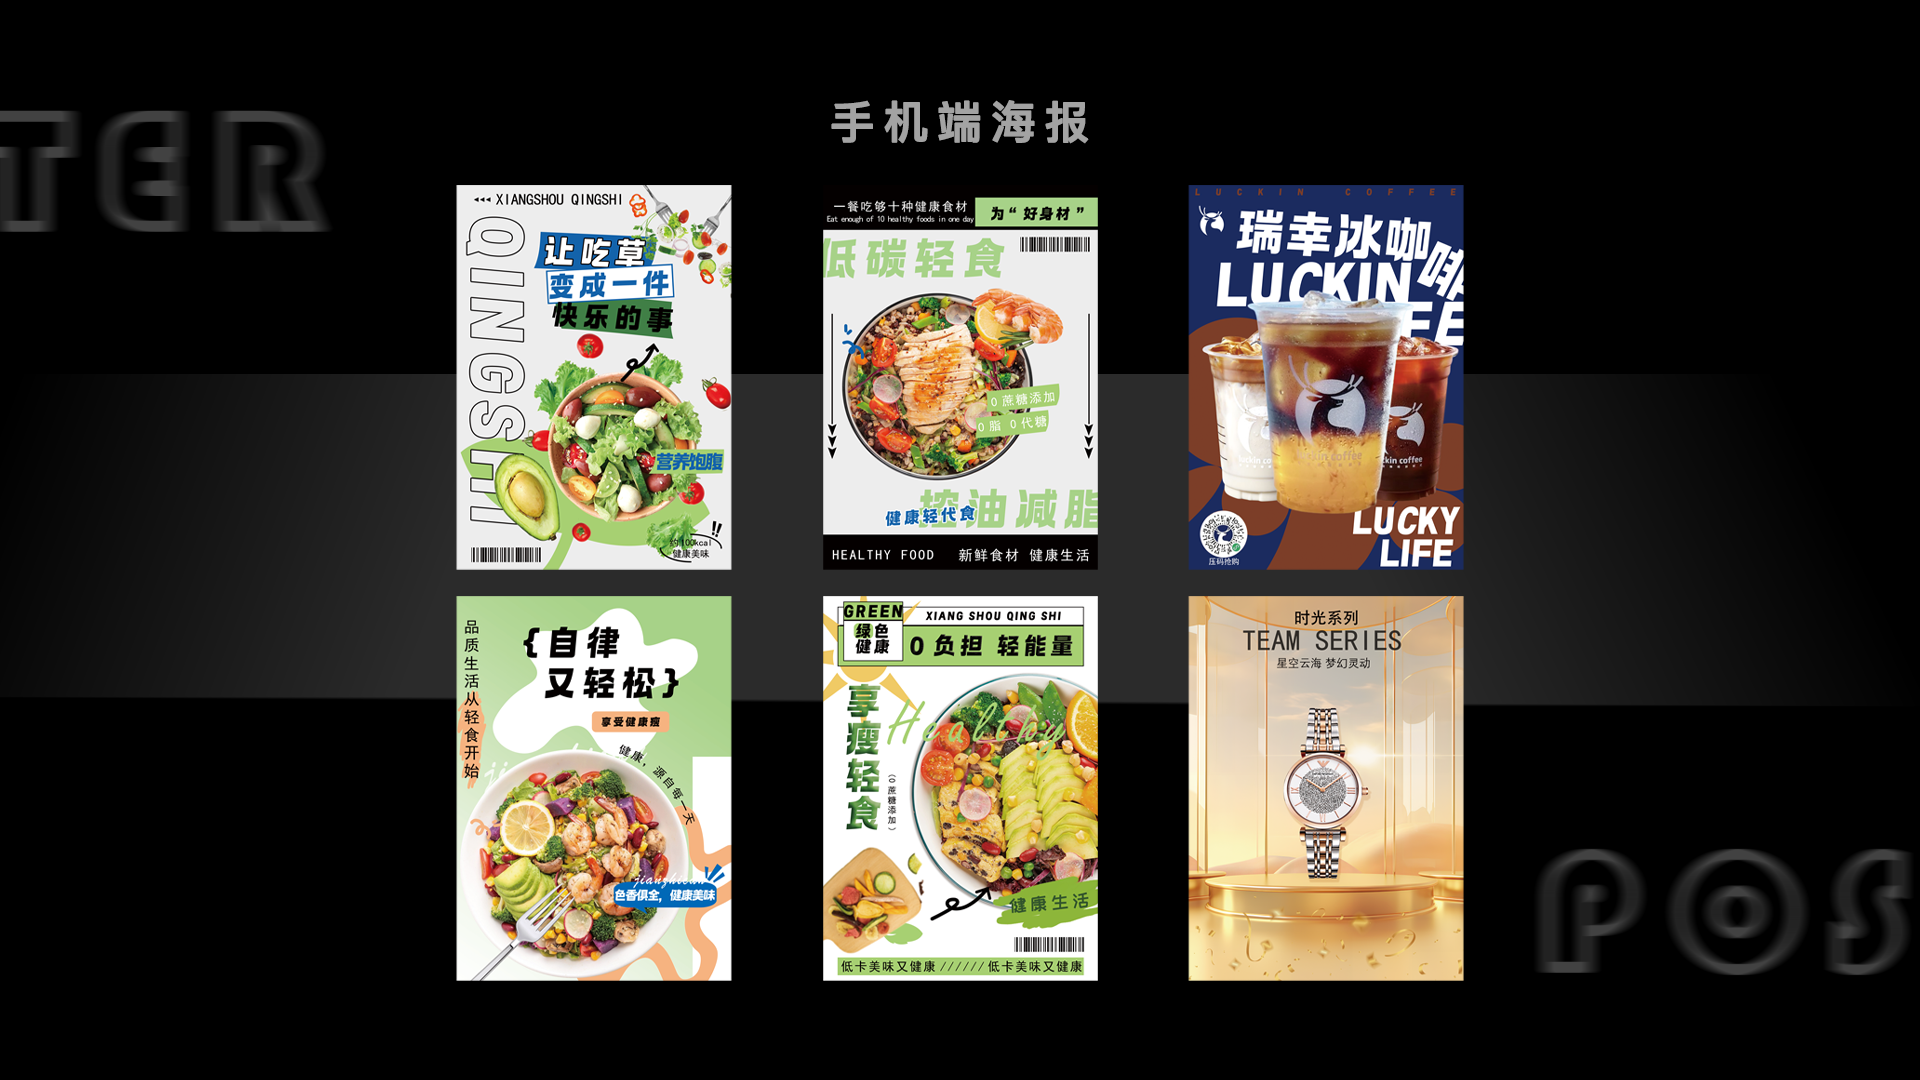 手机端海报
TER
XIANGSHOU QINGSHI
QINGSHI
让吃草
变成一件
快乐的事
营养饱腹
约100kcal
健康美味
一餐吃够十种健康食材
Eat enough of 10 healthy foods in one day
为“好身材”
低碳轻食
0 蔗糖添加
0 脂 0 代糖
控油减脂
健康轻代食
HEALTHY FOOD
新鲜食材 健康生活
LUCKIN COFFEE
瑞幸冰咖啡
LUCKIN
FEE
luckin coffee
LUCKY
LIFE
压码抢购
品质生活从轻食开始
{自律
又轻松}
享受健康瘦
健康，源自每一天
色香俱全，健康美味
GREEN
绿色
健康
XIANG SHOU QING SHI
0 负担 轻能量
享瘦轻食
（0蔗糖添加）
Healthy
健康生活
低卡美味又健康 ////// 低卡美味又健康
时光系列
TEAM SERIES
星空云海 梦幻灵动
POS